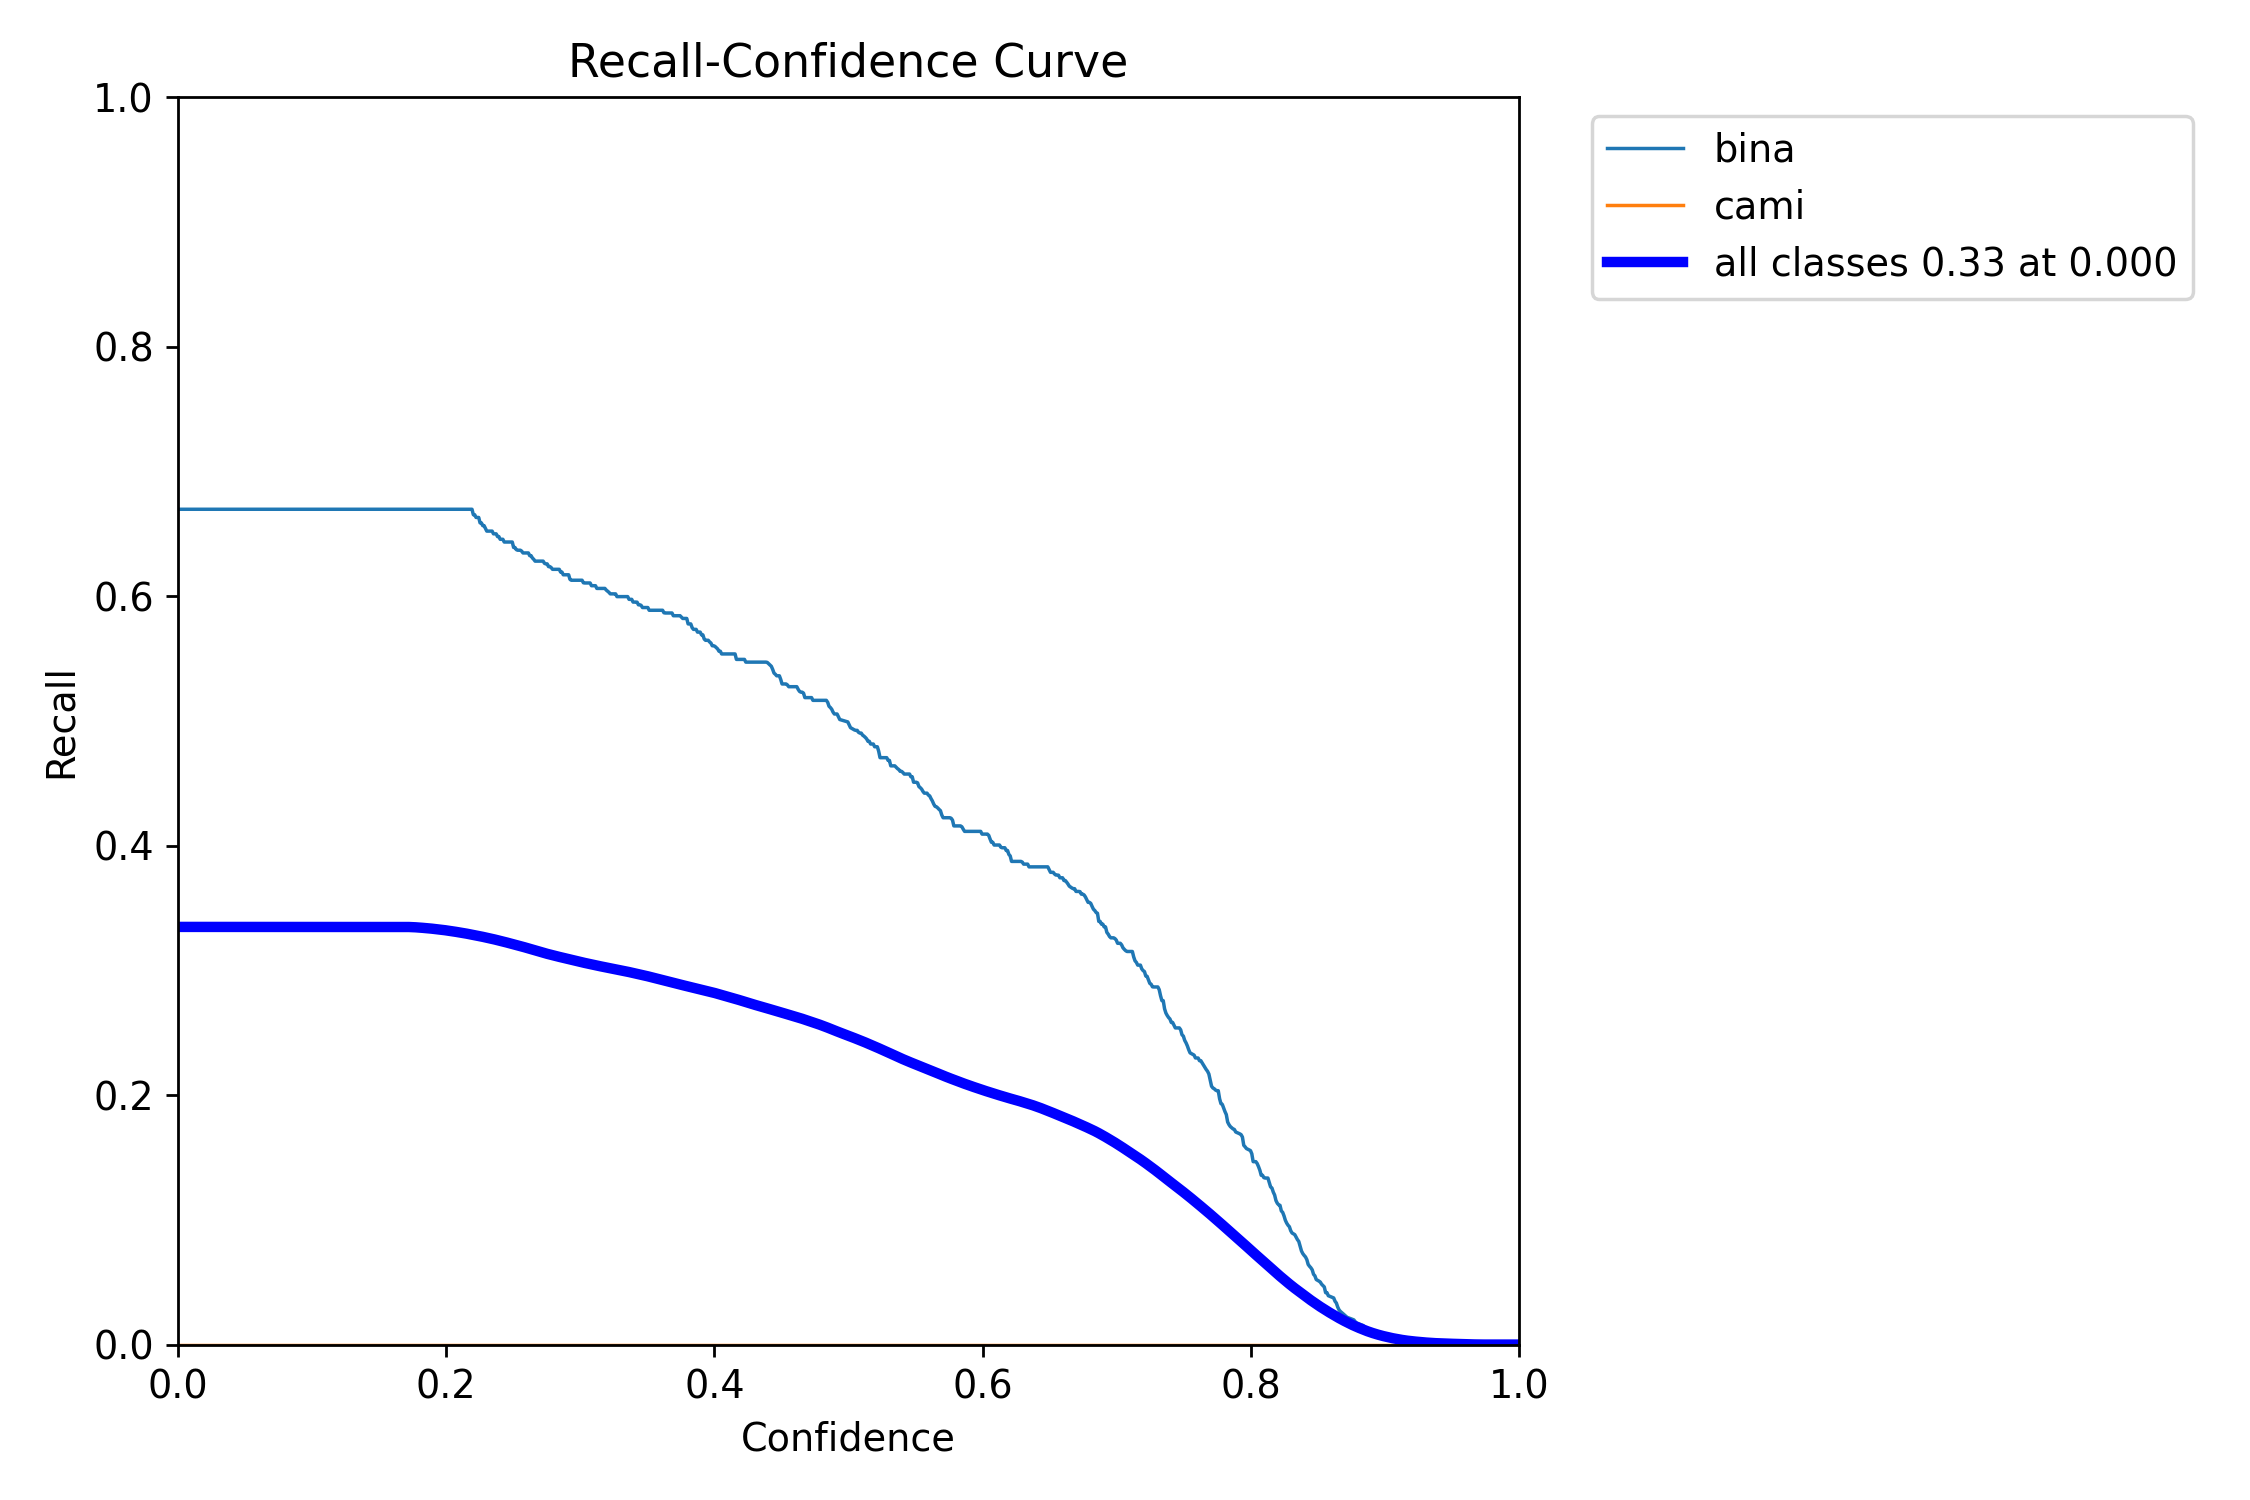 Recall-Confidence Curve
bina
cami
all classes 0.33 at 0.000
Recall
1.0
0.8
0.6
0.4
0.2
0.0
0.0 0.2 0.4 0.6 0.8 1.0
Confidence